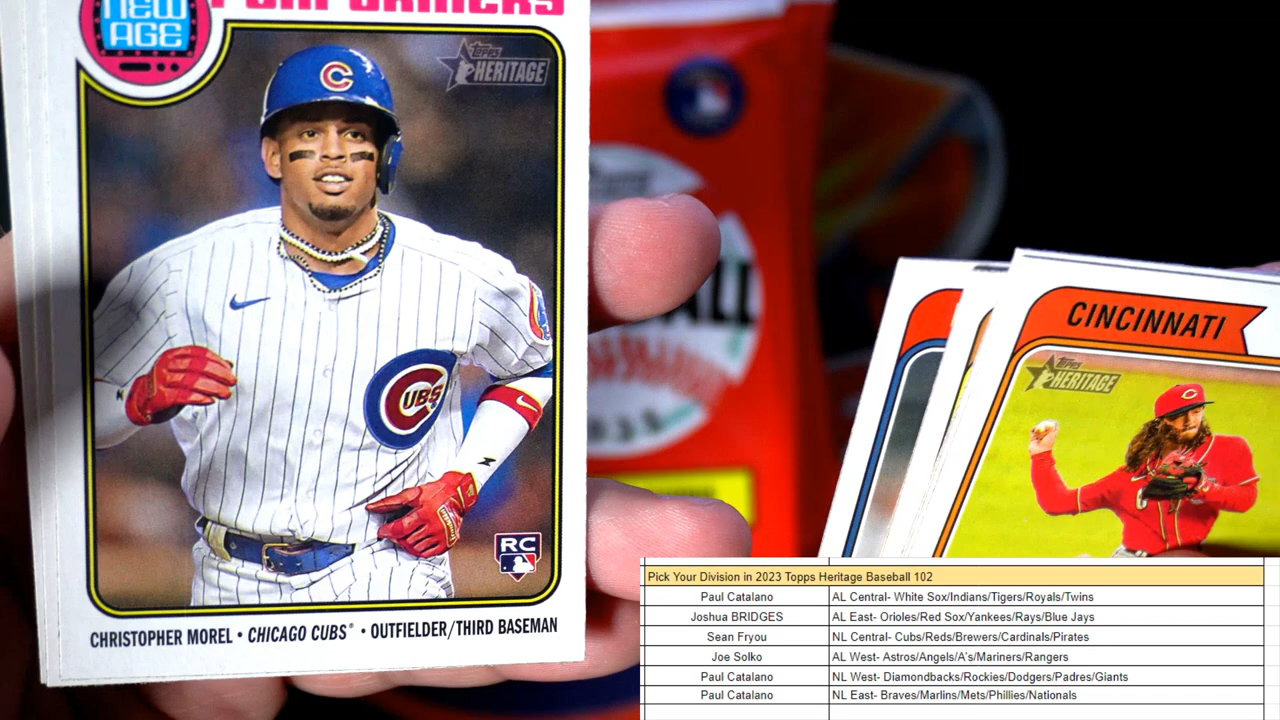 PERFORMERS
NEW
AGE
Topps
HERITAGE
C
CUBS
RC
CHRISTOPHER MOREL • CHICAGO CUBS® • OUTFIELDER/THIRD BASEMAN
CINCINNATI
Topps
HERITAGE
Pick Your Division in 2023 Topps Heritage Baseball 102
Paul Catalano AL Central- White Sox/Indians/Tigers/Royals/Twins
Joshua BRIDGES AL East- Orioles/Red Sox/Yankees/Rays/Blue Jays
Sean Fryou NL Central- Cubs/Reds/Brewers/Cardinals/Pirates
Joe Solko AL West- Astros/Angels/A's/Mariners/Rangers
Paul Catalano NL West- Diamondbacks/Rockies/Dodgers/Padres/Giants
Paul Catalano NL East- Braves/Marlins/Mets/Phillies/Nationals